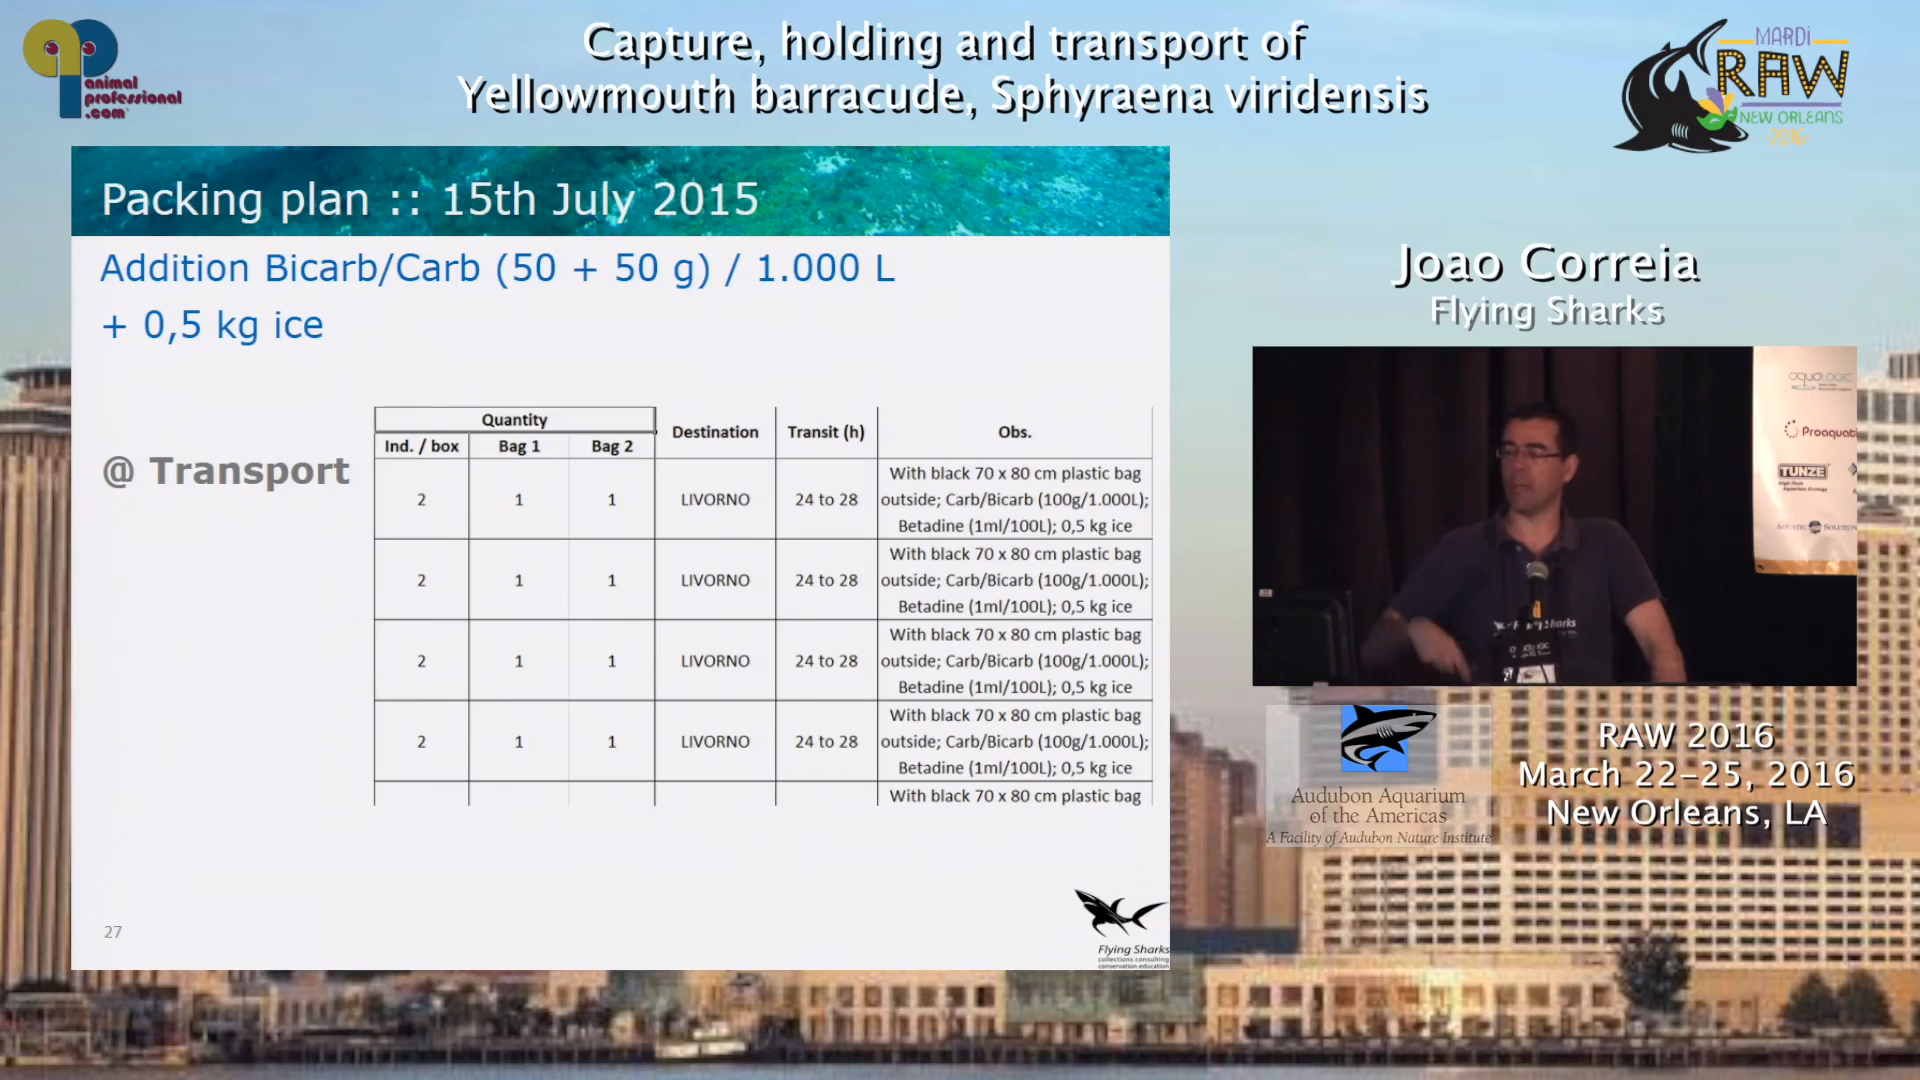 animal
professional
.com
Capture, holding and transport of
Yellowmouth barracude, Sphyraena viridensis
MARDI
RAW
NEW ORLEANS
2016
Packing plan :: 15th July 2015
Addition Bicarb/Carb (50 + 50 g) / 1.000 L
+ 0,5 kg ice
@ Transport
Quantity
Ind. / box Bag 1 Bag 2 Destination Transit (h) Obs.
2 1 1 LIVORNO 24 to 28 With black 70 x 80 cm plastic bag
outside; Carb/Bicarb (100g/1.000L);
Betadine (1ml/100L); 0,5 kg ice
2 1 1 LIVORNO 24 to 28 With black 70 x 80 cm plastic bag
outside; Carb/Bicarb (100g/1.000L);
Betadine (1ml/100L); 0,5 kg ice
2 1 1 LIVORNO 24 to 28 With black 70 x 80 cm plastic bag
outside; Carb/Bicarb (100g/1.000L);
Betadine (1ml/100L); 0,5 kg ice
2 1 1 LIVORNO 24 to 28 With black 70 x 80 cm plastic bag
outside; Carb/Bicarb (100g/1.000L);
Betadine (1ml/100L); 0,5 kg ice
With black 70 x 80 cm plastic bag
27
Flying Sharks
collections consulting
conservation education
Joao Correia
Flying Sharks
aqualogic
Proaquat
TUNZE
High-Tech
Aquarium Ecology
AQUATIC SOLUTION
Audubon Aquarium
of the Americas
A Facility of Audubon Nature Institute
RAW 2016
March 22-25, 2016
New Orleans, LA